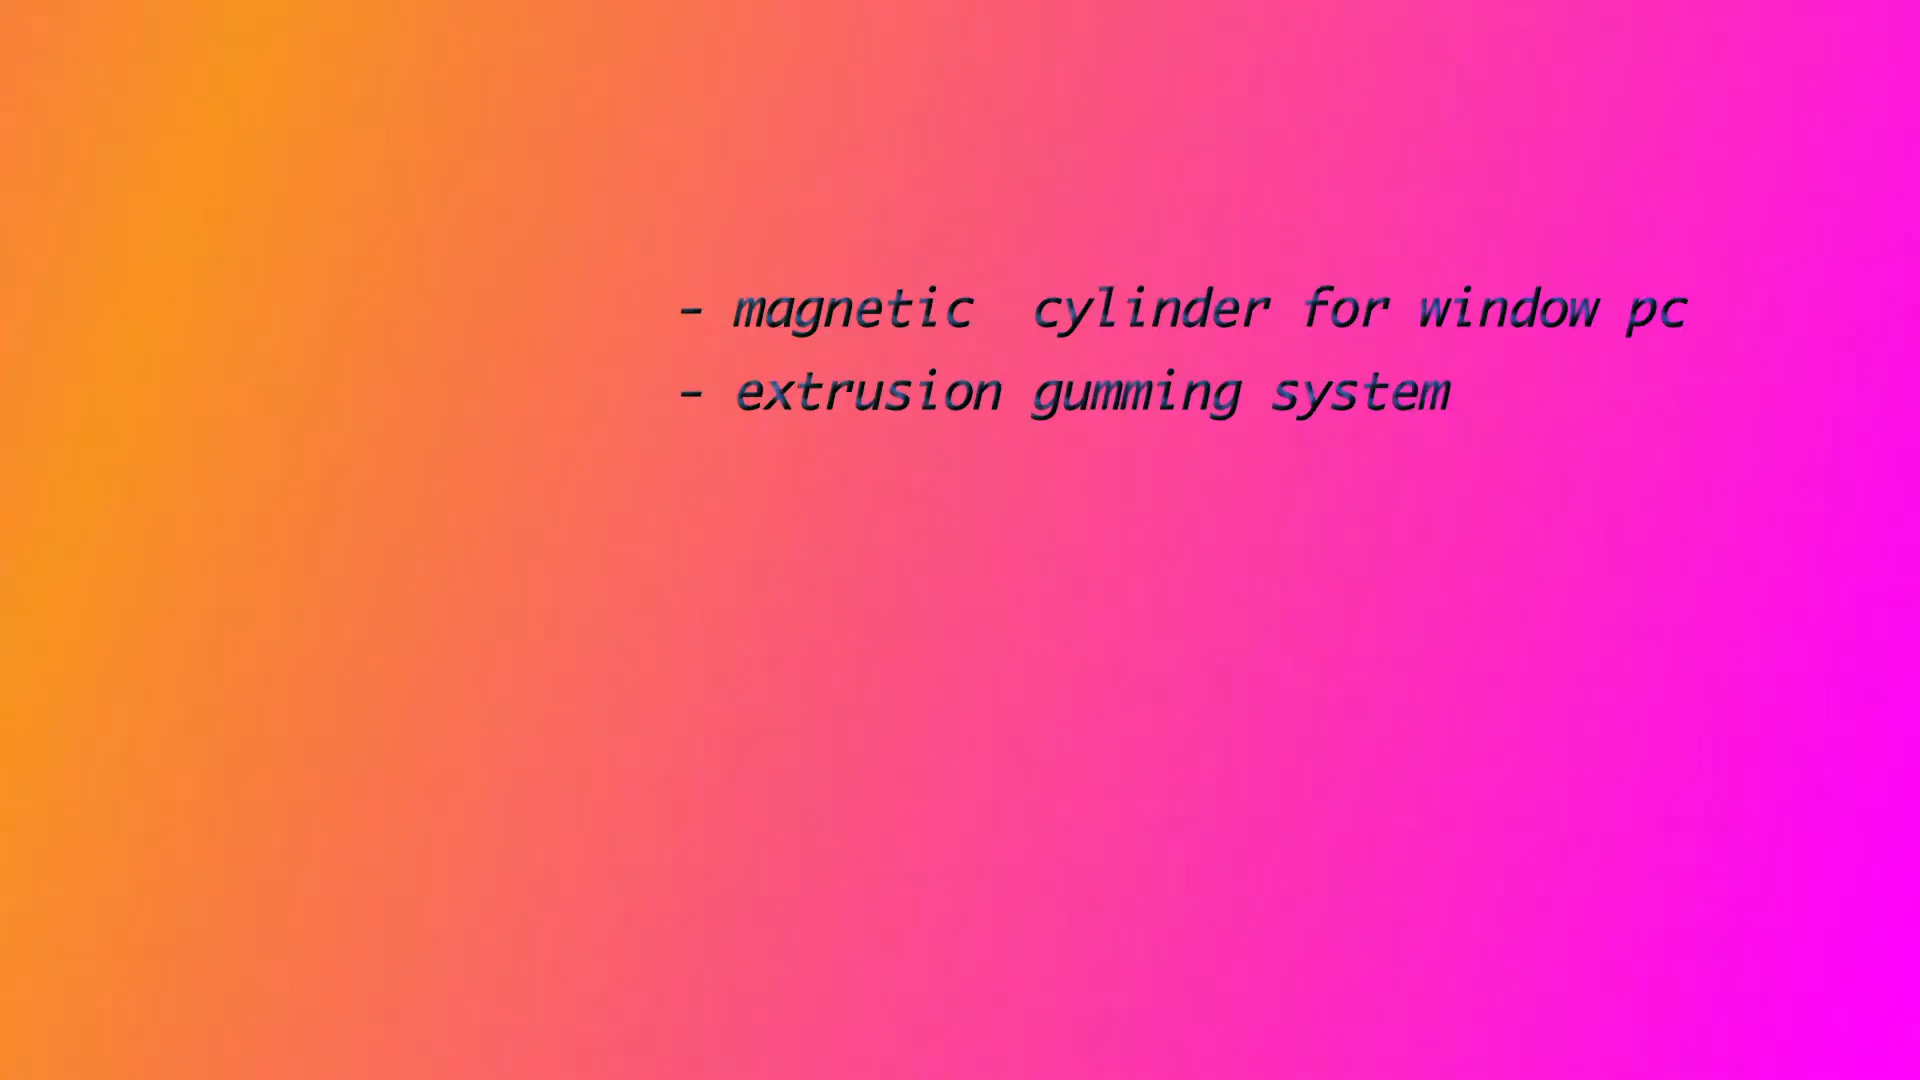 - magnetic  cylinder for window pc
- extrusion gumming system